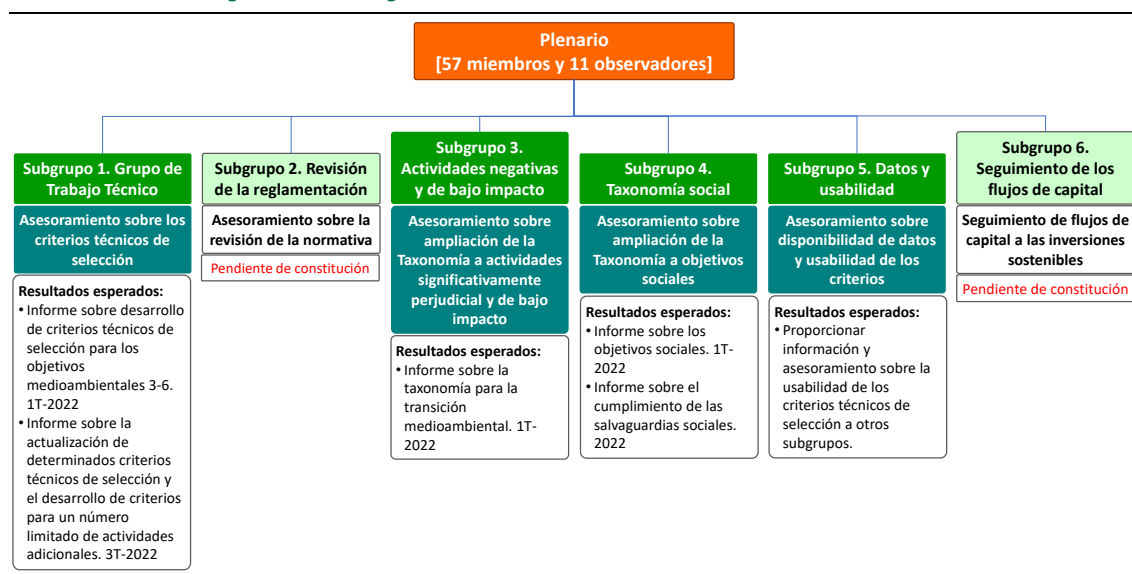 Plenario
[57 miembros y 11 observadores]
Subgrupo 1. Grupo de
Trabajo Técnico
Asesoramiento sobre los
criterios técnicos de
selección
Resultados esperados:
• Informe sobre desarrollo
de criterios técnicos de
selección para los
objetivos
medioambientales 3-6.
1T-2022
• Informe sobre la
actualización de
determinados criterios
técnicos de selección y
el desarrollo de criterios
para un número
limitado de actividades
adicionales. 3T-2022
Subgrupo 2. Revisión
de la reglamentación
Asesoramiento sobre la
revisión de la normativa
Pendiente de constitución
Subgrupo 3.
Actividades negativas
y de bajo impacto
Asesoramiento sobre
ampliación de la
Taxonomía a actividades
significativamente
perjudicial y de bajo
impacto
Resultados esperados:
• Informe sobre la
taxonomía para la
transición
medioambiental. 1T-
2022
Subgrupo 4.
Taxonomía social
Asesoramiento sobre
ampliación de la
Taxonomía a objetivos
sociales
Resultados esperados:
• Informe sobre los
objetivos sociales. 1T-
2022
• Informe sobre el
cumplimiento de las
salvaguardias sociales.
2022
Subgrupo 5. Datos y
usabilidad
Asesoramiento sobre
disponibilidad de datos
y usabilidad de los
criterios
Resultados esperados:
• Proporcionar
información y
asesoramiento sobre la
usabilidad de los
criterios técnicos de
selección a otros
subgrupos.
Subgrupo 6.
Seguimiento de los
flujos de capital
Seguimiento de flujos de
capital a las inversiones
sostenibles
Pendiente de constitución